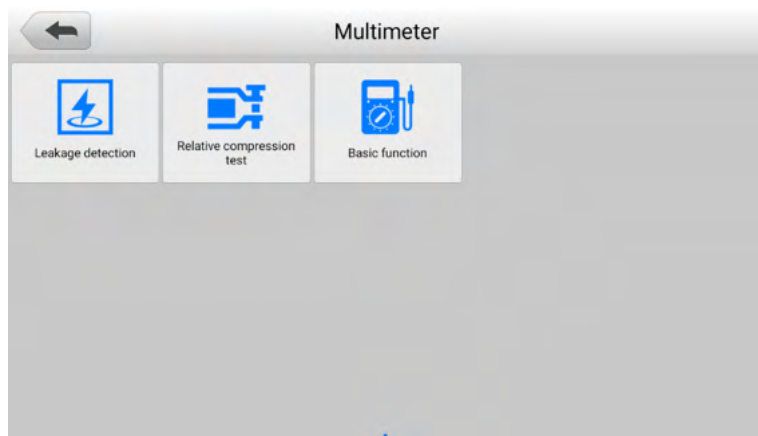 Multimeter
Leakage detection
Relative compression
test
Basic function